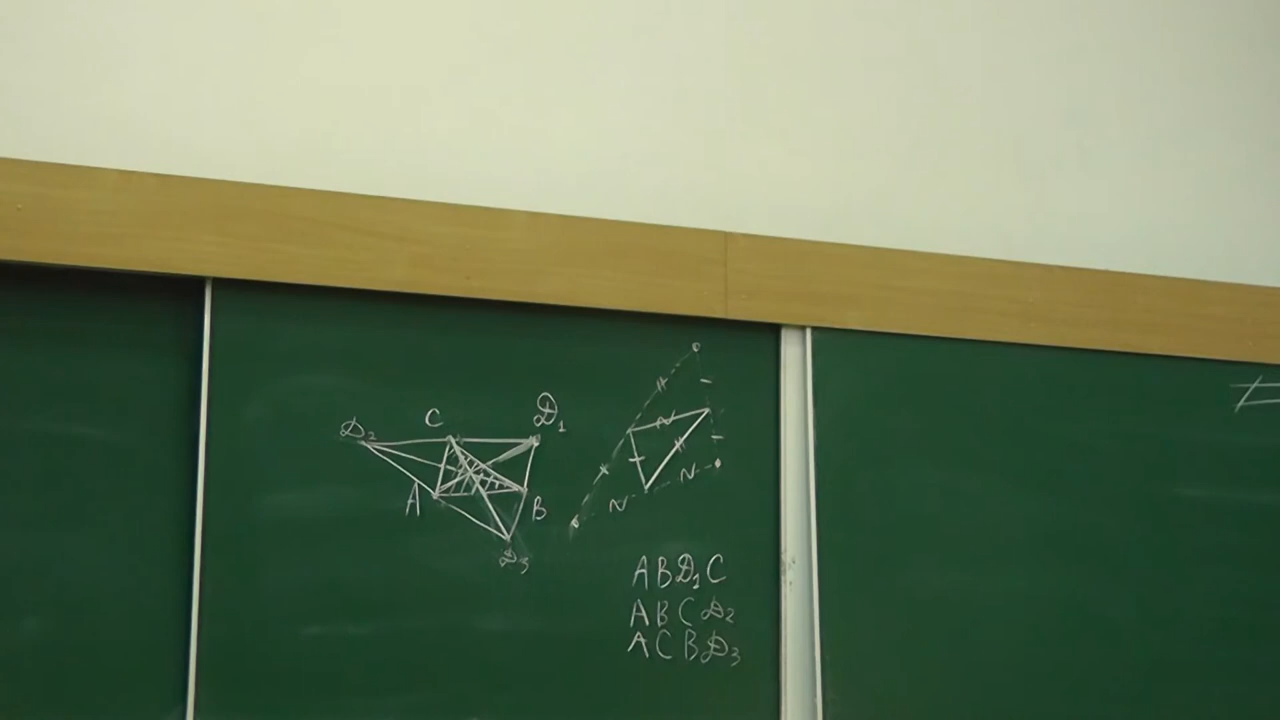 D₂ C D₁
A B
D₃
ABD₁C
ABCD₂
ACBD₃